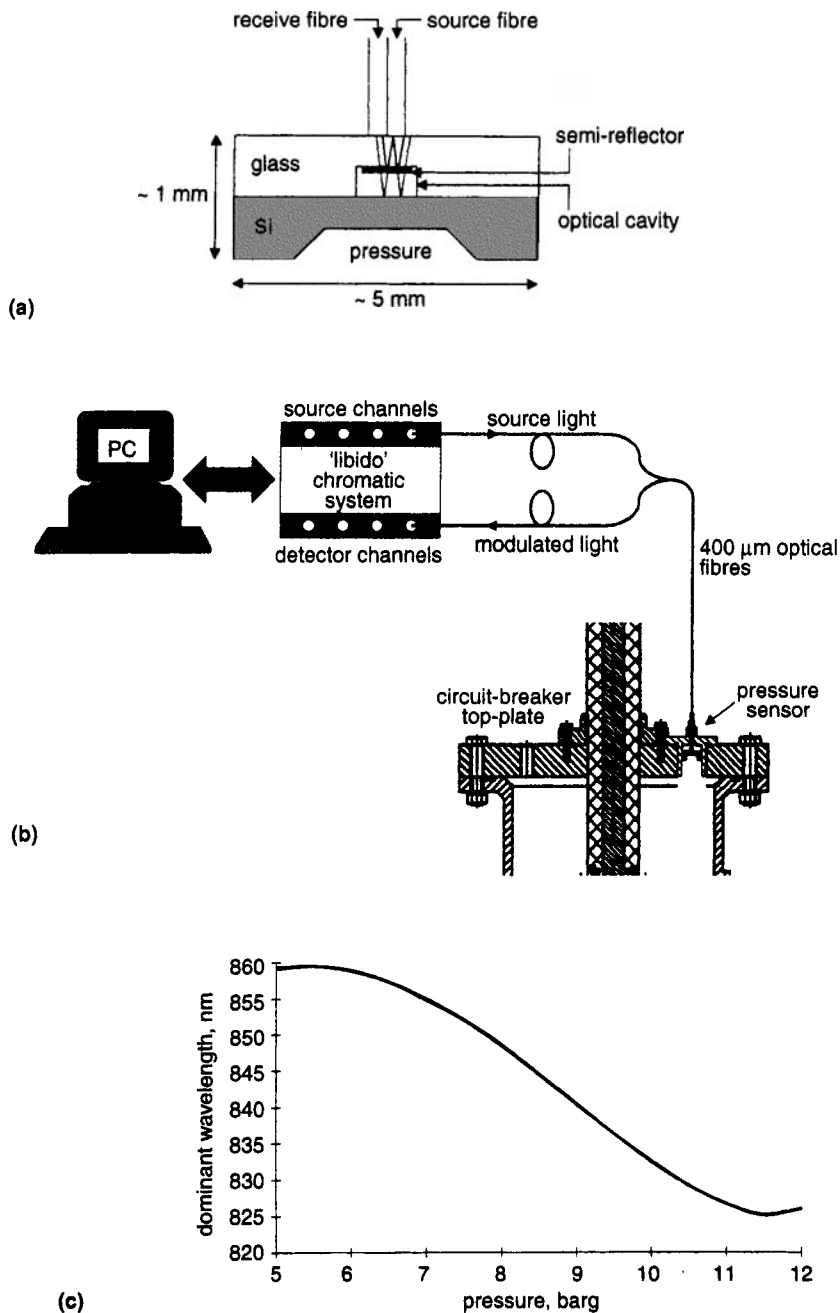 receive fibre
source fibre
semi-reflector
glass
~ 1 mm
optical cavity
Si
pressure
~ 5 mm
(a)
source channels
source light
PC
'libido'
chromatic
system
detector channels
modulated light
400 μm optical
fibres
circuit-breaker
top-plate
pressure
sensor
(b)
dominant wavelength, nm
860
855
850
845
840
835
830
825
820
5
6
7
8
9
10
11
12
pressure, barg
(c)